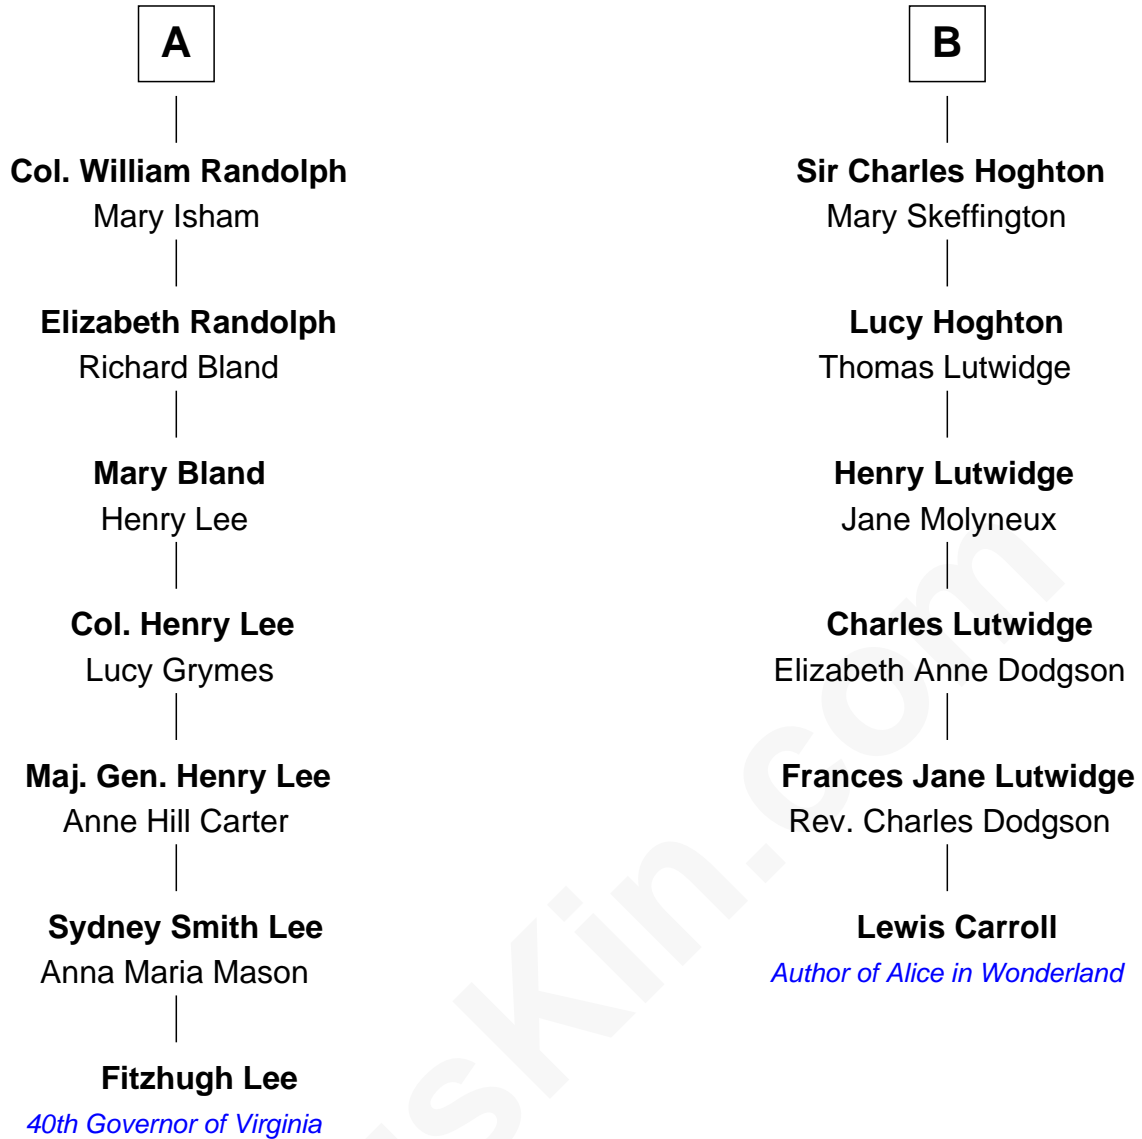 A
Col. William Randolph
Mary Isham
Elizabeth Randolph
Richard Bland
Mary Bland
Henry Lee
Col. Henry Lee
Lucy Grymes
Maj. Gen. Henry Lee
Anne Hill Carter
Sydney Smith Lee
Anna Maria Mason
Fitzhugh Lee
40th Governor of Virginia
B
Sir Charles Hoghton
Mary Skeffington
Lucy Hoghton
Thomas Lutwidge
Henry Lutwidge
Jane Molyneux
Charles Lutwidge
Elizabeth Anne Dodgson
Frances Jane Lutwidge
Rev. Charles Dodgson
Lewis Carroll
Author of Alice in Wonderland
usKin.com